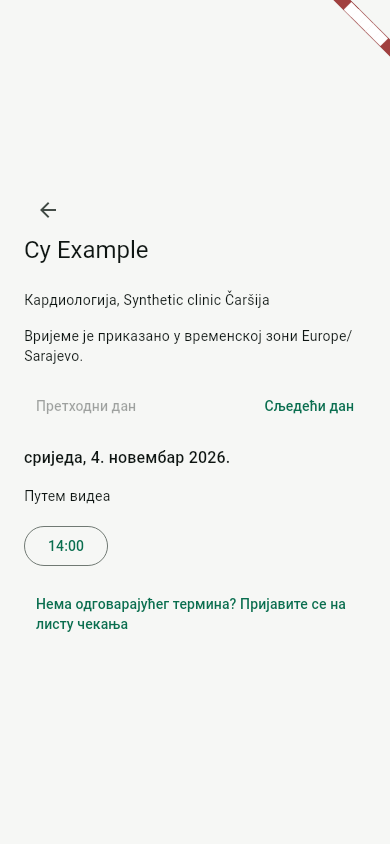 Cy Example
Кардиологија, Synthetic clinic Čaršija
Вријеме је приказано у временској зони Europe/
Sarajevo.
Претходни дан
Сљедећи дан
сриједа, 4. новембар 2026.
Путем видеа
14:00
Нема одговарајућег термина? Пријавите се на
листу чекања